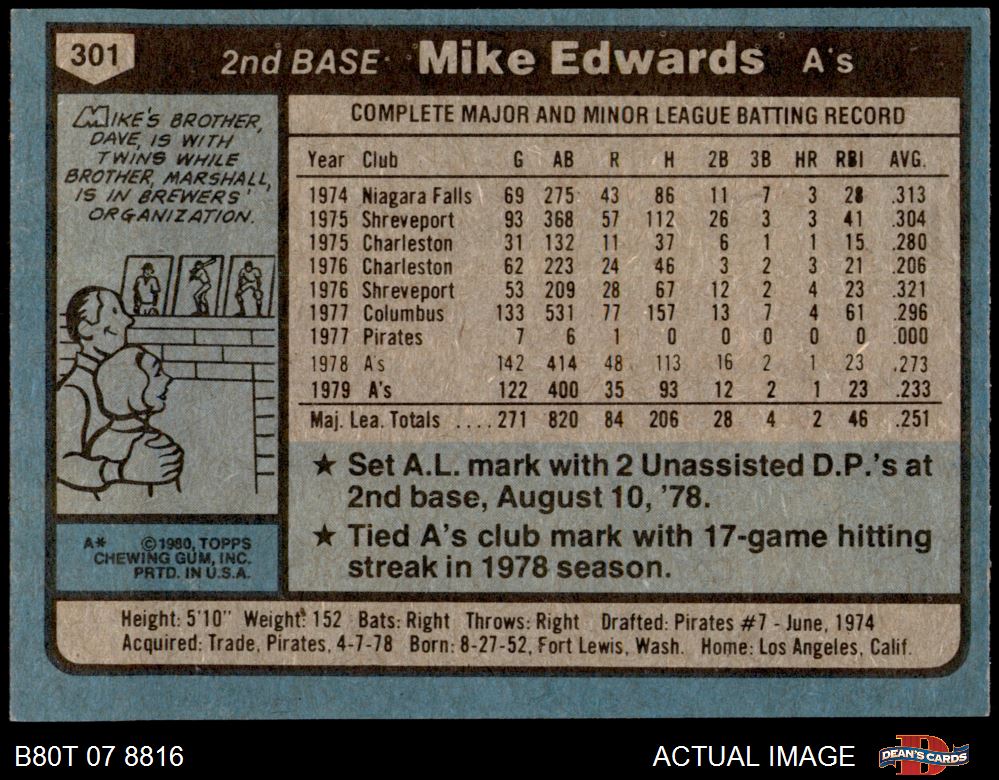 301
2nd BASE Mike Edwards A's
MIKE'S BROTHER,
DAVE, IS WITH
TWINS WHILE
BROTHER, MARSHALL,
IS IN BREWERS'
ORGANIZATION.
COMPLETE MAJOR AND MINOR LEAGUE BATTING RECORD
Year Club G AB R H 2B 3B HR RBI AVG.
1974 Niagara Falls 69 275 43 86 11 7 3 28 .313
1975 Shreveport 93 368 57 112 26 3 3 41 .304
1975 Charleston 31 132 11 37 6 1 1 15 .280
1976 Charleston 62 223 24 46 3 2 3 21 .206
1976 Shreveport 53 209 28 67 12 2 4 23 .321
1977 Columbus 133 531 77 157 13 7 4 61 .296
1977 Pirates 7 6 1 0 0 0 0 0 .000
1978 A's 142 414 48 113 16 2 1 23 .273
1979 A's 122 400 35 93 12 2 1 23 .233
Maj. Lea. Totals ....271 820 84 206 28 4 2 46 .251
★ Set A.L. mark with 2 Unassisted D.P.'s at
2nd base, August 10, '78.
★ Tied A's club mark with 17-game hitting
streak in 1978 season.
A* © 1980, TOPPS
CHEWING GUM, INC.
PRTD. IN U.S.A.
Height: 5'10" Weight: 152 Bats: Right Throws: Right Drafted: Pirates #7 - June, 1974
Acquired: Trade, Pirates, 4-7-78 Born: 8-27-52, Fort Lewis, Wash. Home: Los Angeles, Calif.
B80T 07 8816 ACTUAL IMAGE DEAN'S CARDS